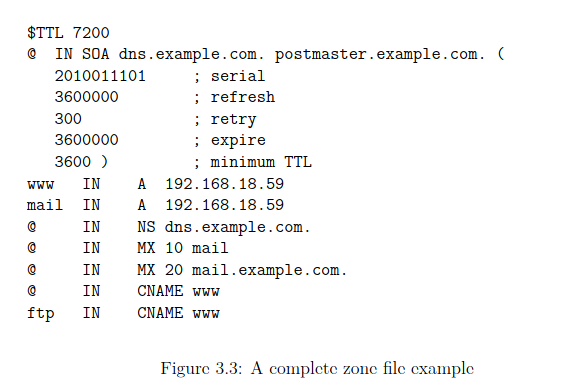 $TTL 7200
@ IN SOA dns.example.com. postmaster.example.com. (
2010011101 ; serial
3600000 ; refresh
300 ; retry
3600000 ; expire
3600 ) ; minimum TTL
www IN A 192.168.18.59
mail IN A 192.168.18.59
@ IN NS dns.example.com.
@ IN MX 10 mail
@ IN MX 20 mail.example.com.
@ IN CNAME www
ftp IN CNAME www
Figure 3.3: A complete zone file example